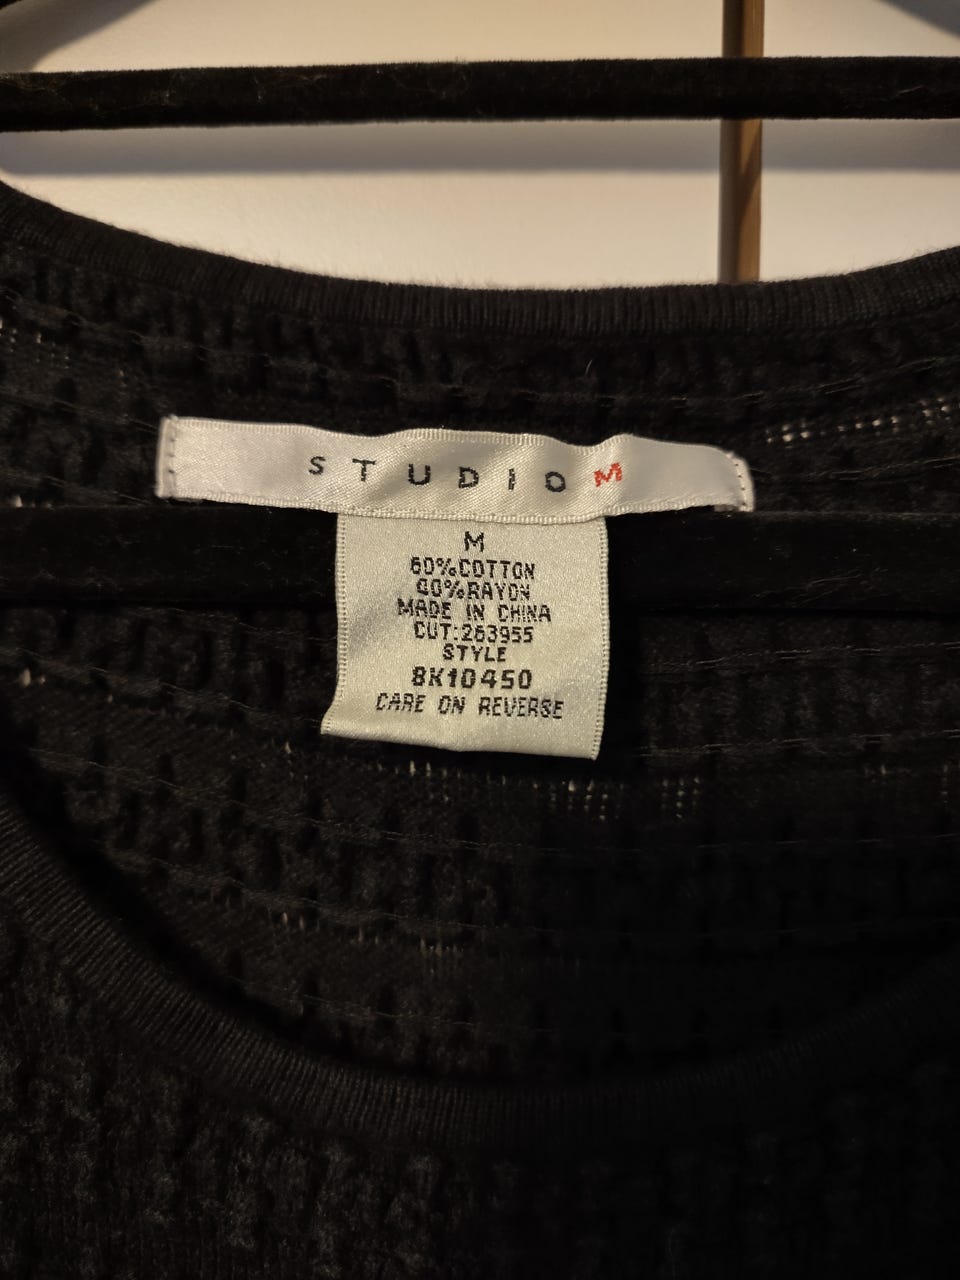 STUDIO M
M
60%COTTON
40%RAYON
MADE IN CHINA
CUT:263955
STYLE
8K10450
CARE ON REVERSE